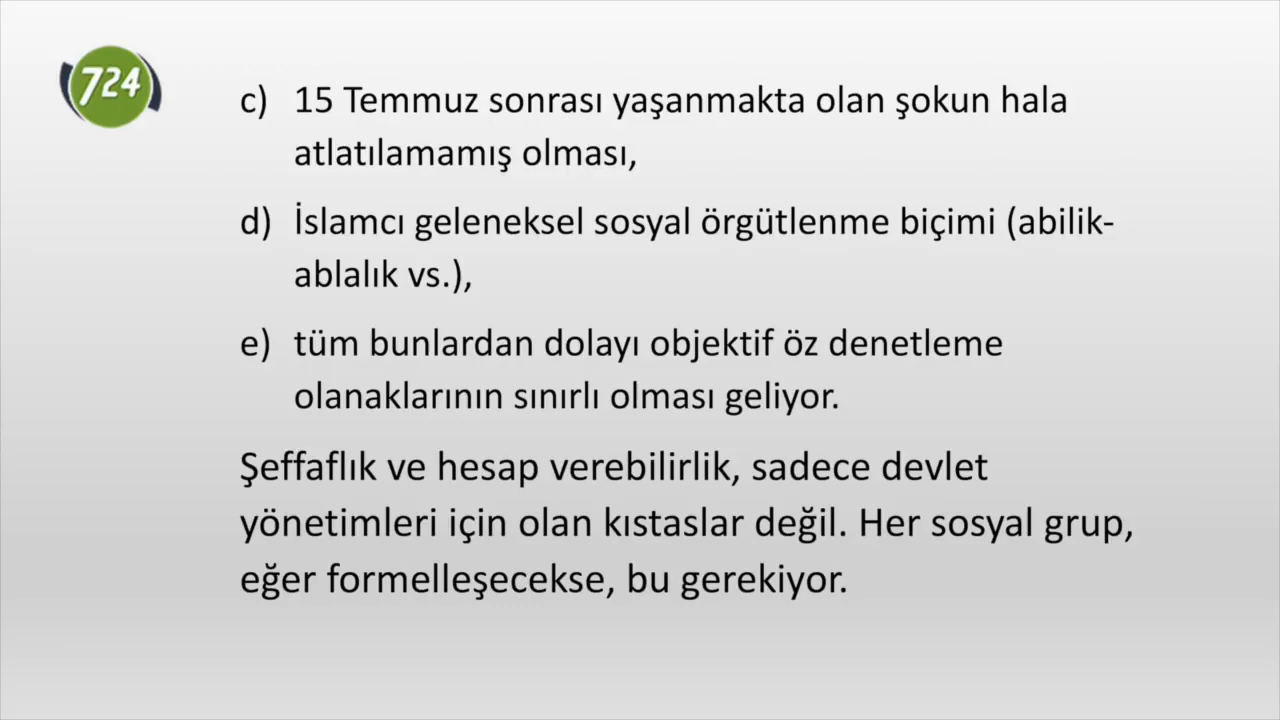 724
c) 15 Temmuz sonrası yaşanmakta olan şokun hala
atlatılamamış olması,
d) İslamcı geleneksel sosyal örgütlenme biçimi (abilik-
ablalık vs.),
e) tüm bunlardan dolayı objektif öz denetleme
olanaklarının sınırlı olması geliyor.
Şeffaflık ve hesap verebilirlik, sadece devlet
yönetimleri için olan kıstaslar değil. Her sosyal grup,
eğer formelleşecekse, bu gerekiyor.